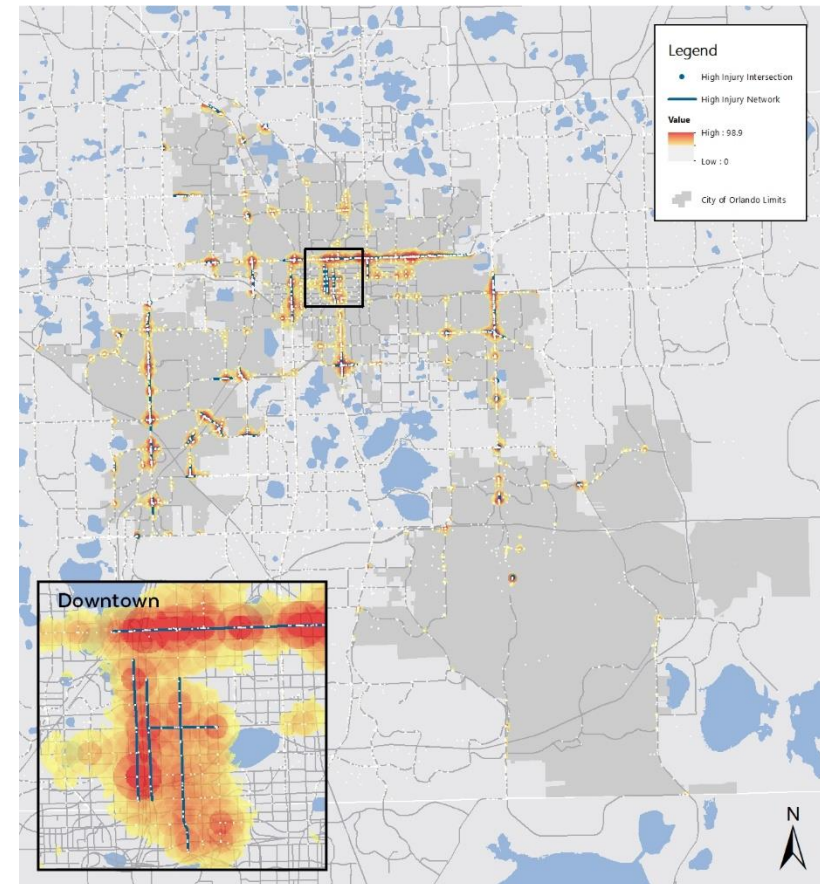 Legend
High Injury Intersection
High Injury Network
Value
High : 98.9
Low : 0
City of Orlando Limits
Downtown
N